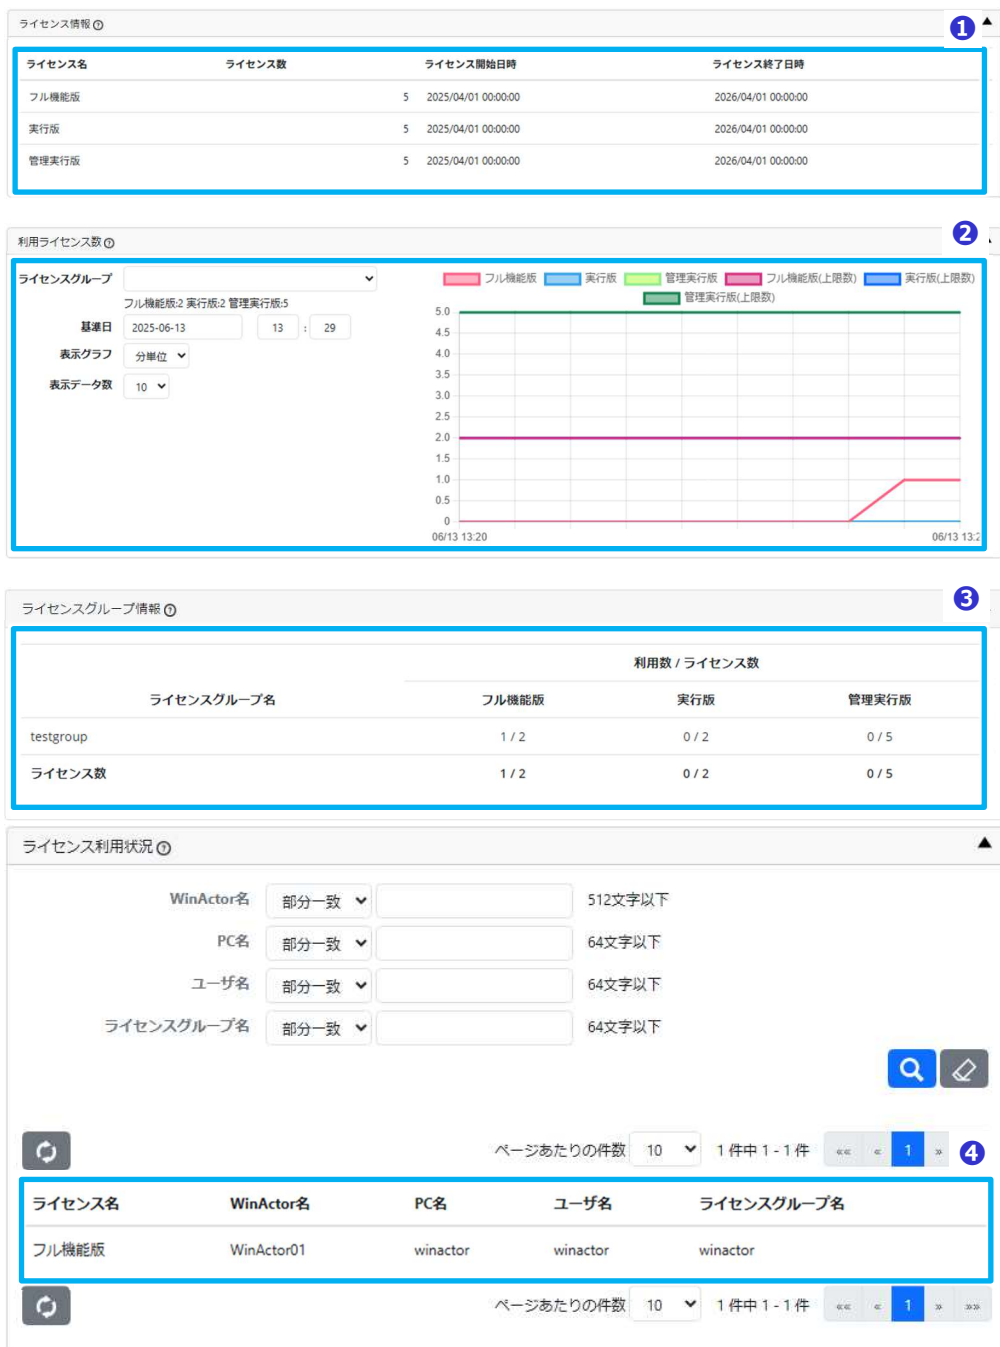 ライセンス情報 ?
❶
ライセンス名 ライセンス数 ライセンス開始日時 ライセンス終了日時
フル機能版 5 2025/04/01 00:00:00 2026/04/01 00:00:00
実行版 5 2025/04/01 00:00:00 2026/04/01 00:00:00
管理実行版 5 2025/04/01 00:00:00 2026/04/01 00:00:00
利用ライセンス数 ?
❷
ライセンスグループ
フル機能版:2 実行版:2 管理実行版:5
基準日 2025-06-13 13 : 29
表示グラフ 分単位
表示データ数 10
フル機能版 実行版 管理実行版 フル機能版(上限数) 実行版(上限数)
管理実行版(上限数)
5.0
4.5
4.0
3.5
3.0
2.5
2.0
1.5
1.0
0.5
0
06/13 13:20 06/13 13:2
ライセンスグループ情報 ?
❸
利用数 / ライセンス数
ライセンスグループ名 フル機能版 実行版 管理実行版
testgroup 1 / 2 0 / 2 0 / 5
ライセンス数 1 / 2 0 / 2 0 / 5
ライセンス利用状況 ?
WinActor名 部分一致 512文字以下
PC名 部分一致 64文字以下
ユーザ名 部分一致 64文字以下
ライセンスグループ名 部分一致 64文字以下
ページあたりの件数 10 1 件中 1 - 1 件 «« « 1 » ❹
ライセンス名 WinActor名 PC名 ユーザ名 ライセンスグループ名
フル機能版 WinActor01 winactor winactor winactor
ページあたりの件数 10 1 件中 1 - 1 件 «« « 1 » »»